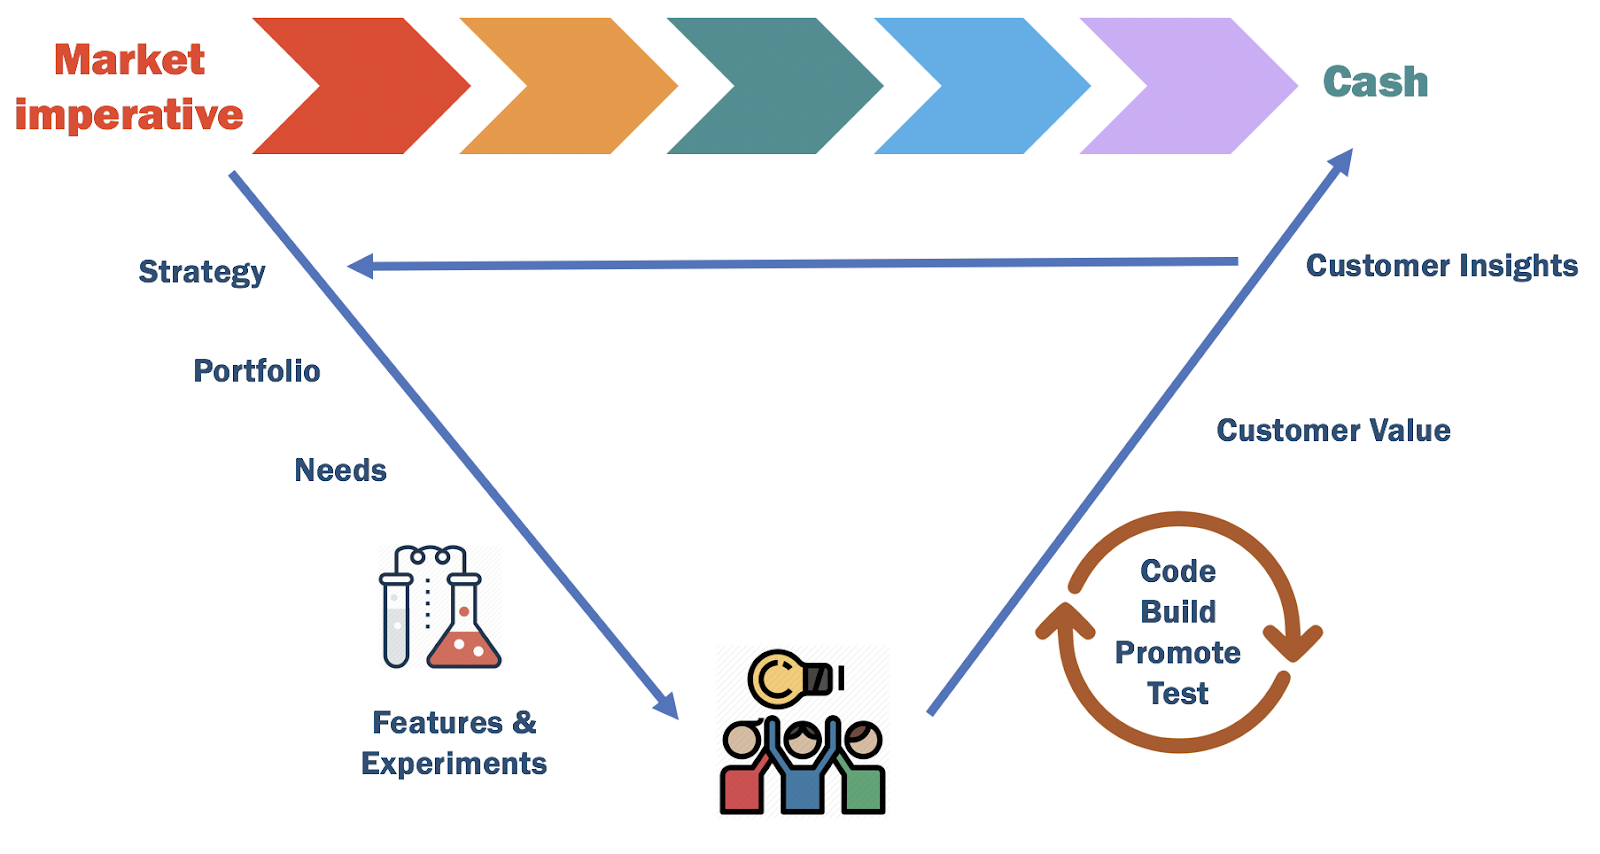 Market
imperative
Cash
Strategy
Customer Insights
Portfolio
Customer Value
Needs
Code
Build
Promote
Test
Features &
Experiments